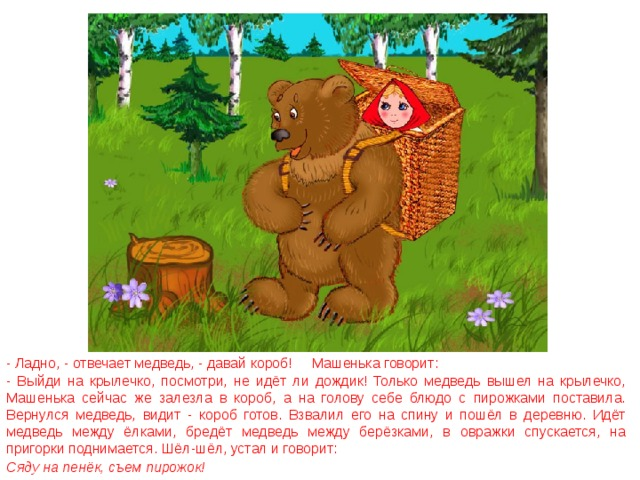 - Ладно, - отвечает медведь, - давай короб! Машенька говорит:
- Выйди на крылечко, посмотри, не идёт ли дождик! Только медведь вышел на крылечко,
Машенька сейчас же залезла в короб, а на голову себе блюдо с пирожками поставила.
Вернулся медведь, видит - короб готов. Взвалил его на спину и пошёл в деревню. Идёт
медведь между ёлками, бредёт медведь между берёзками, в овражки спускается, на
пригорки поднимается. Шёл-шёл, устал и говорит:
Сяду на пенёк, съем пирожок!